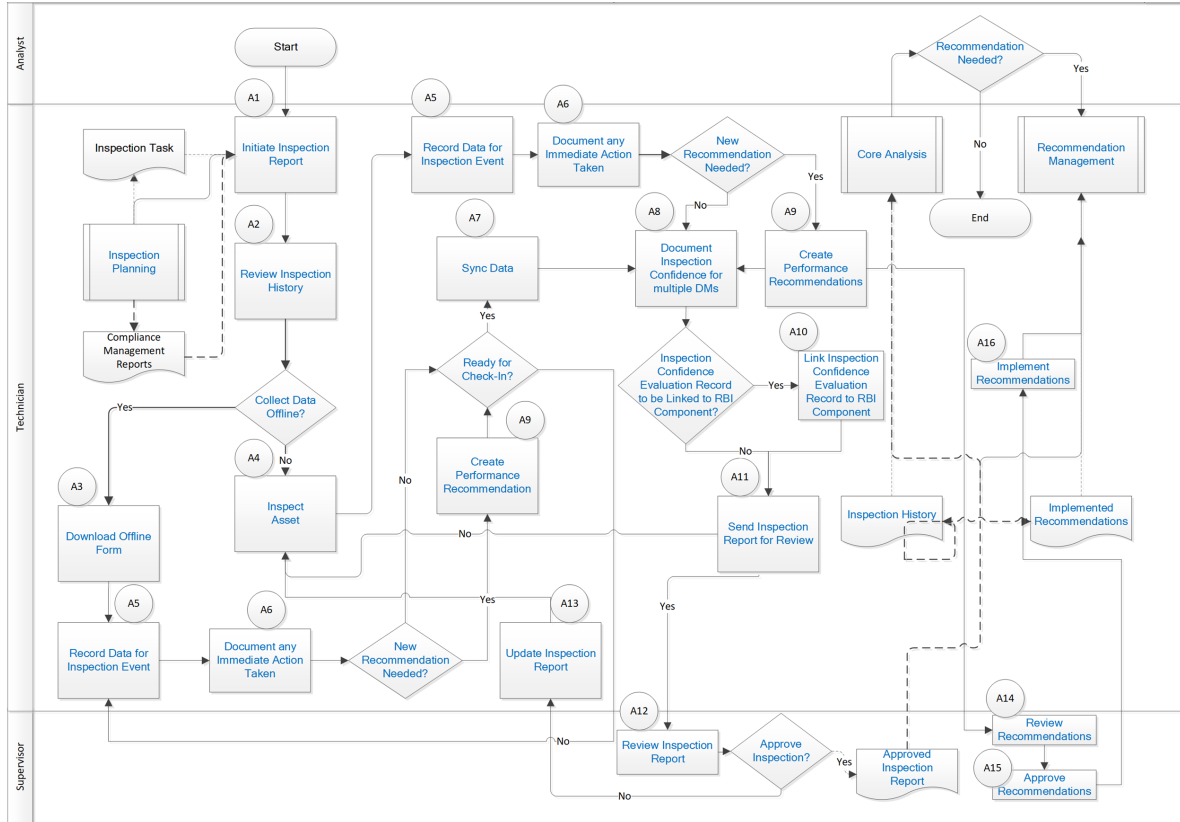 Analyst
Start
Recommendation
Needed?
Yes
No
Technician
A1
Initiate Inspection
Report
Inspection Task
A5
Record Data for
Inspection Event
A6
Document any
Immediate Action
Taken
New
Recommendation
Needed?
Yes
No
Core Analysis
Recommendation
Management
End
A2
Review Inspection
History
Inspection
Planning
Compliance
Management
Reports
A7
Sync Data
Yes
A8
Document
Inspection
Confidence for
multiple DMs
A9
Create
Performance
Recommendations
Ready for
Check-In?
Inspection
Confidence
Evaluation Record
to be Linked to RBI
Component?
Yes
A10
Link Inspection
Confidence
Evaluation
Record to RBI
Component
A16
Implement
Recommendations
Collect Data
Offline?
Yes
No
A9
Create
Performance
Recommendation
No
No
A4
Inspect
Asset
A3
Download Offline
Form
A11
Send Inspection
Report for Review
No
Inspection History
Implemented
Recommendations
A5
Record Data for
Inspection Event
A6
Document any
Immediate Action
Taken
New
Recommendation
Needed?
Yes
A13
Update Inspection
Report
Yes
No
Supervisor
A12
Review Inspection
Report
Approve
Inspection?
Yes
No
Approved
Inspection
Report
A14
Review
Recommendations
A15
Approve
Recommendations